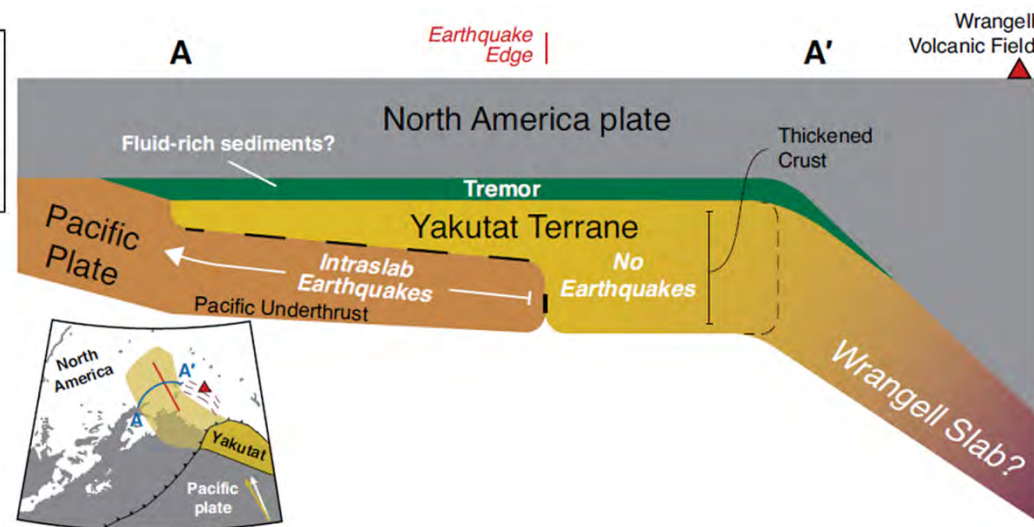 Wrangell
Volcanic Field
Earthquake
Edge
A
A′
North America plate
Thickened
Crust
Fluid-rich sediments?
Tremor
Yakutat Terrane
Pacific
Plate
Intraslab
Earthquakes
No
Earthquakes
Pacific Underthrust
Wrangell Slab?
North
America
A'
A
Yakutat
Pacific
plate